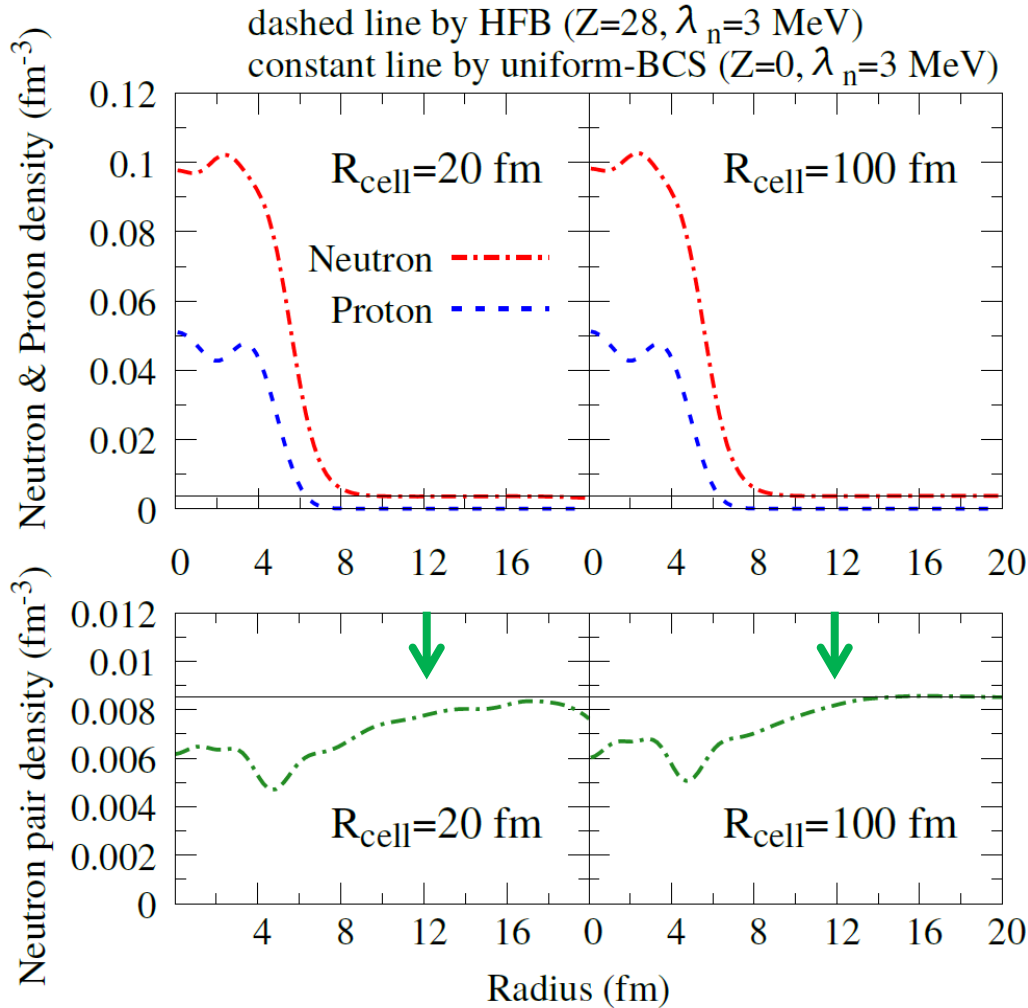 dashed line by HFB (Z=28, λn=3 MeV)
constant line by uniform-BCS (Z=0, λn=3 MeV)
Neutron & Proton density (fm-3)
0.12
0.1
0.08
0.06
0.04
0.02
0
Rcell=20 fm
Neutron
Proton
Rcell=100 fm
0 4 8 12 16 0 4 8 12 16 20
Neutron pair density (fm-3)
0.012
0.01
0.008
0.006
0.004
0.002
0
Rcell=20 fm
Rcell=100 fm
4 8 12 16 0 4 8 12 16 20
Radius (fm)